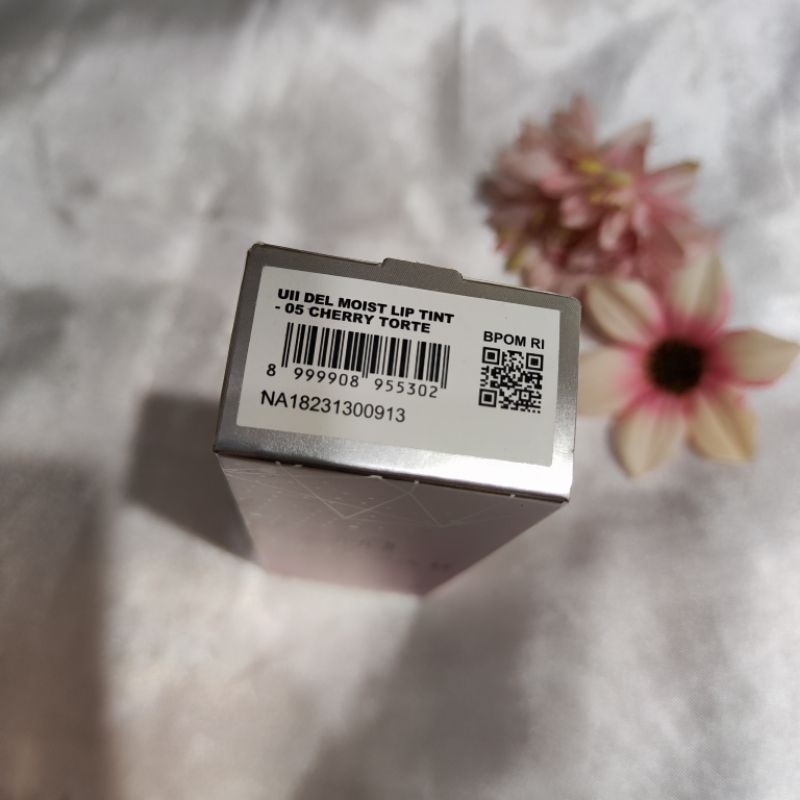 UII DEL MOIST LIP TINT
- 05 CHERRY TORTE
8 999908 955302
NA18231300913
BPOM RI